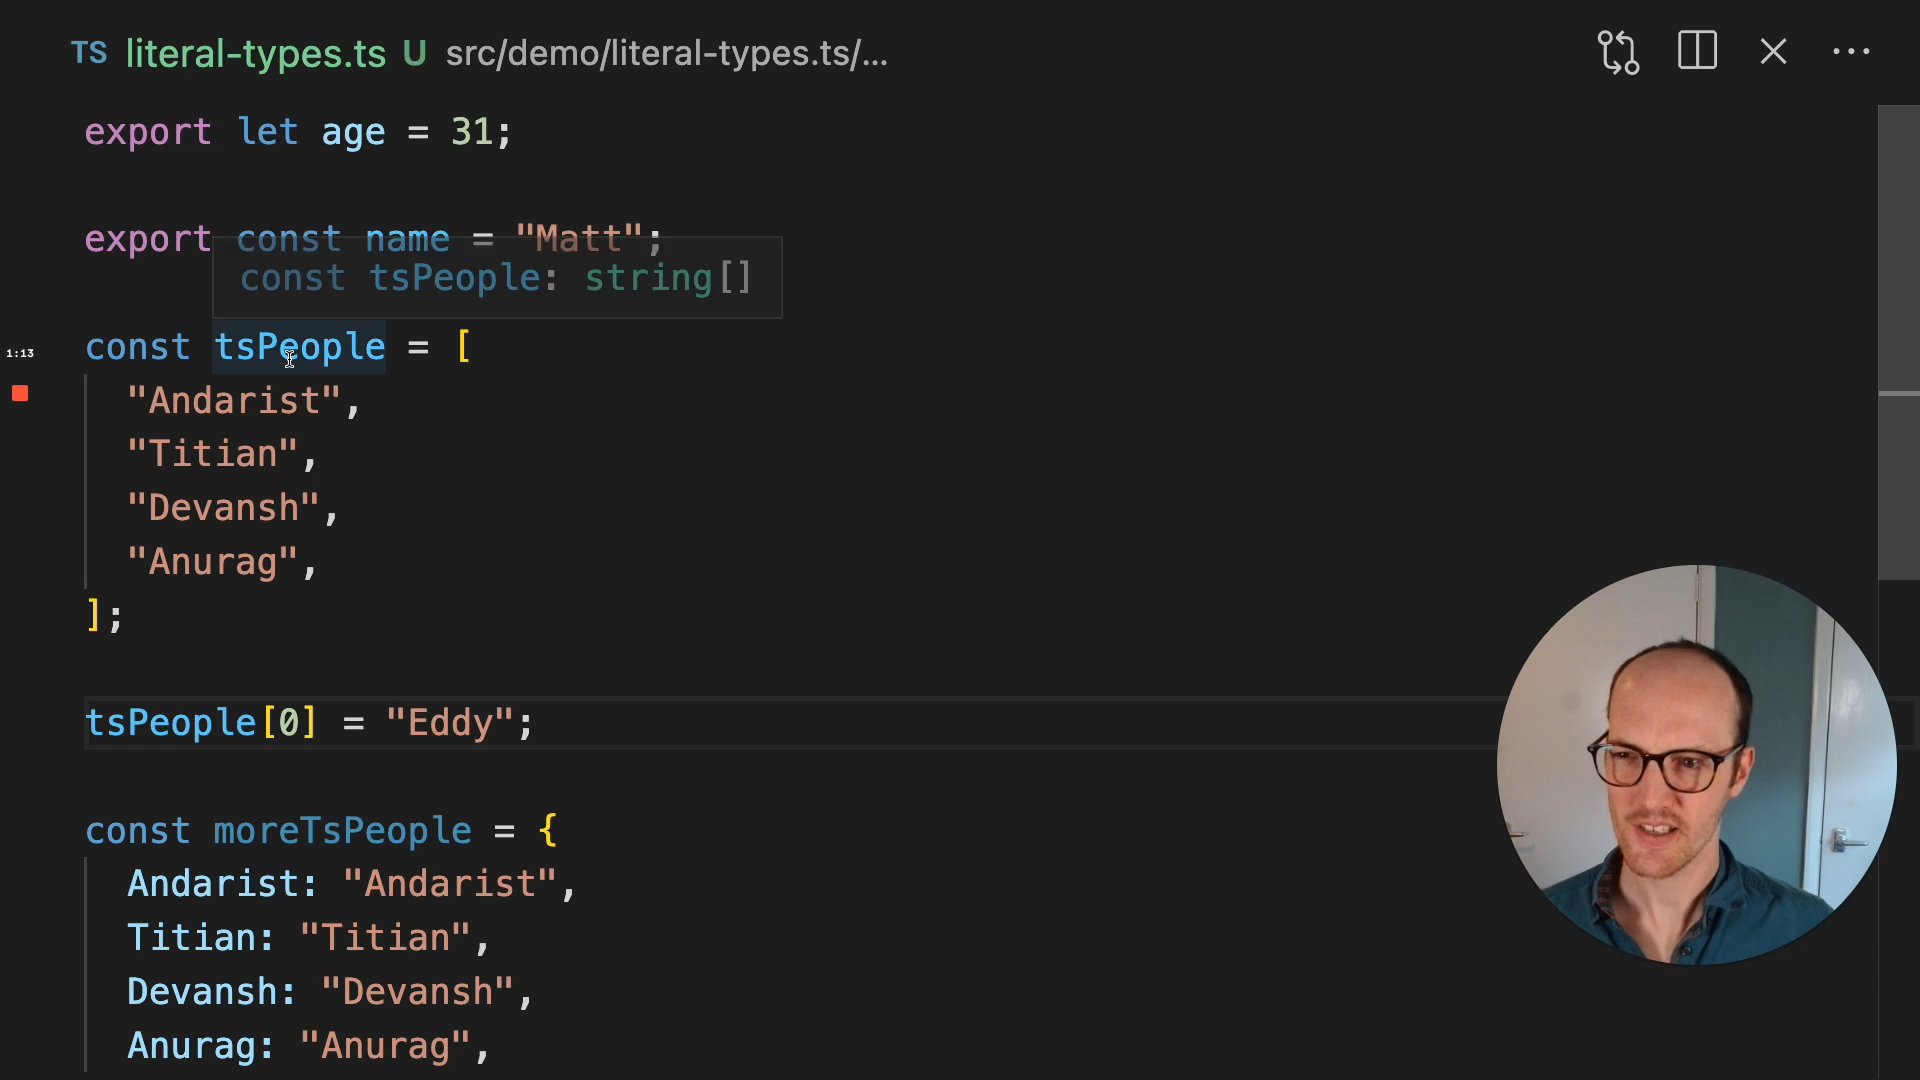 TS literal-types.ts U src/demo/literal-types.ts/...
export let age = 31;
export const name = "Matt";
const tsPeople: string[]
const tsPeople = [
1:13
"Andarist",
"Titian",
"Devansh",
"Anurag",
];
tsPeople[0] = "Eddy";
const moreTsPeople = {
Andarist: "Andarist",
Titian: "Titian",
Devansh: "Devansh",
Anurag: "Anurag",